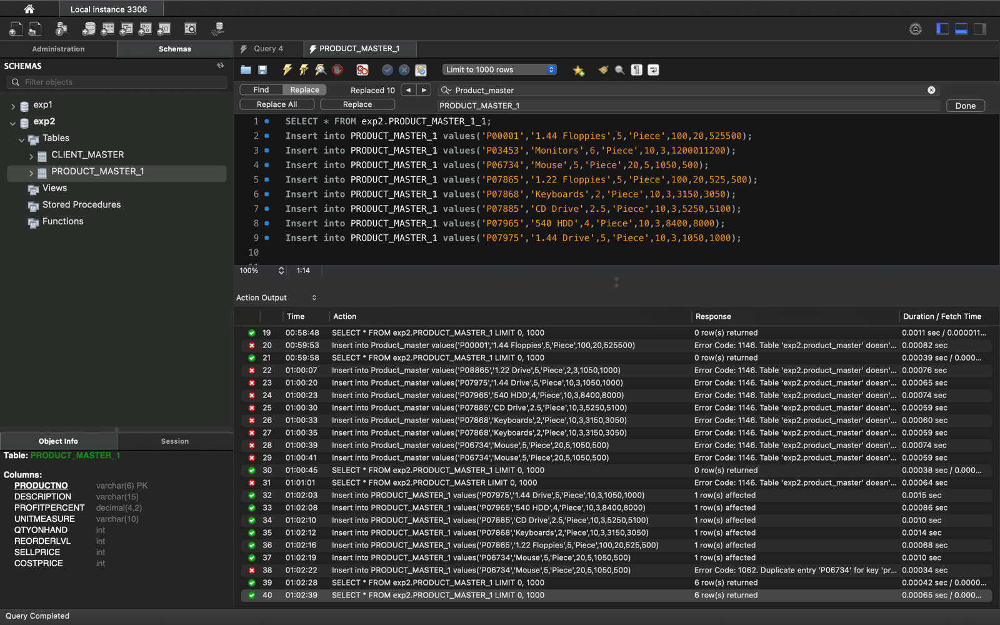 Local instance 3306
Administration
Schemas
Query 4
PRODUCT_MASTER_1
SCHEMAS
Filter objects
Limit to 1000 rows
Find
Replace
Replaced 10
Product_master
Replace All
Replace
PRODUCT_MASTER_1
Done
exp1
exp2
Tables
CLIENT_MASTER
PRODUCT_MASTER_1
Views
Stored Procedures
Functions
1 SELECT * FROM exp2.PRODUCT_MASTER_1_1;
2 Insert into PRODUCT_MASTER_1 values('P00001','1.44 Floppies',5,'Piece',100,20,525500);
3 Insert into PRODUCT_MASTER_1 values('P03453','Monitors',6,'Piece',10,3,1200011200);
4 Insert into PRODUCT_MASTER_1 values('P06734','Mouse',5,'Piece',20,5,1050,500);
5 Insert into PRODUCT_MASTER_1 values('P07865','1.22 Floppies',5,'Piece',100,20,525,500);
6 Insert into PRODUCT_MASTER_1 values('P07868','Keyboards',2,'Piece',10,3,3150,3050);
7 Insert into PRODUCT_MASTER_1 values('P07885','CD Drive',2.5,'Piece',10,3,5250,5100);
8 Insert into PRODUCT_MASTER_1 values('P07965','540 HDD',4,'Piece',10,3,8400,8000);
9 Insert into PRODUCT_MASTER_1 values('P07975','1.44 Drive',5,'Piece',10,3,1050,1000);
10
100% 1:14
Action Output
Time Action Response Duration / Fetch Time
19 00:58:48 SELECT * FROM exp2.PRODUCT_MASTER_1 LIMIT 0, 1000 0 row(s) returned 0.0011 sec / 0.000011...
20 00:59:53 Insert into Product_master values('P00001','1.44 Floppies',5,'Piece',100,20,525500) Error Code: 1146. Table 'exp2.product_master' doesn'... 0.00082 sec
21 00:59:58 SELECT * FROM exp2.PRODUCT_MASTER_1 LIMIT 0, 1000 0 row(s) returned 0.00039 sec / 0.000...
22 01:00:07 Insert into Product_master values('P08865','1.22 Drive',5,'Piece',2,3,1050,1000) Error Code: 1146. Table 'exp2.product_master' doesn'... 0.00076 sec
23 01:00:20 Insert into Product_master values('P07975','1.44 Drive',5,'Piece',10,3,1050,1000) Error Code: 1146. Table 'exp2.product_master' doesn'... 0.00065 sec
24 01:00:23 Insert into Product_master values('P07965','540 HDD',4,'Piece',10,3,8400,8000) Error Code: 1146. Table 'exp2.product_master' doesn'... 0.00074 sec
25 01:00:30 Insert into Product_master values('P07885','CD Drive',2.5,'Piece',10,3,5250,5100) Error Code: 1146. Table 'exp2.product_master' doesn'... 0.00059 sec
26 01:00:33 Insert into Product_master values('P07868','Keyboards',2,'Piece',10,3,3150,3050) Error Code: 1146. Table 'exp2.product_master' doesn'... 0.00060 sec
27 01:00:35 Insert into Product_master values('P07868','Keyboards',2,'Piece',10,3,3150,3050) Error Code: 1146. Table 'exp2.product_master' doesn'... 0.00059 sec
28 01:00:39 Insert into Product_master values('P06734','Mouse',5,'Piece',20,5,1050,500) Error Code: 1146. Table 'exp2.product_master' doesn'... 0.00074 sec
29 01:00:41 Insert into Product_master values('P06734','Mouse',5,'Piece',20,5,1050,500) Error Code: 1146. Table 'exp2.product_master' doesn'... 0.00059 sec
30 01:00:45 SELECT * FROM exp2.PRODUCT_MASTER_1 LIMIT 0, 1000 0 row(s) returned 0.00038 sec / 0.000...
31 01:01:01 SELECT * FROM exp2.PRODUCT_MASTER LIMIT 0, 1000 Error Code: 1146. Table 'exp2.product_master' doesn'... 0.00064 sec
32 01:02:03 Insert into PRODUCT_MASTER_1 values('P07975','1.44 Drive',5,'Piece',10,3,1050,1000) 1 row(s) affected 0.0015 sec
33 01:02:08 Insert into PRODUCT_MASTER_1 values('P07965','540 HDD',4,'Piece',10,3,8400,8000) 1 row(s) affected 0.00086 sec
34 01:02:10 Insert into PRODUCT_MASTER_1 values('P07885','CD Drive',2.5,'Piece',10,3,5250,5100) 1 row(s) affected 0.0010 sec
35 01:02:12 Insert into PRODUCT_MASTER_1 values('P07868','Keyboards',2,'Piece',10,3,3150,3050) 1 row(s) affected 0.0014 sec
36 01:02:16 Insert into PRODUCT_MASTER_1 values('P07865','1.22 Floppies',5,'Piece',100,20,525,500) 1 row(s) affected 0.00068 sec
37 01:02:19 Insert into PRODUCT_MASTER_1 values('P06734','Mouse',5,'Piece',20,5,1050,500) 1 row(s) affected 0.0010 sec
38 01:02:22 Insert into PRODUCT_MASTER_1 values('P06734','Mouse',5,'Piece',20,5,1050,500) Error Code: 1062. Duplicate entry 'P06734' for key 'pr... 0.00034 sec
39 01:02:28 SELECT * FROM exp2.PRODUCT_MASTER_1 LIMIT 0, 1000 6 row(s) returned 0.00042 sec / 0.0000...
40 01:02:39 SELECT * FROM exp2.PRODUCT_MASTER_1 LIMIT 0, 1000 6 row(s) returned 0.00065 sec / 0.000...
Object Info
Session
Table: PRODUCT_MASTER_1
Columns:
PRODUCTNO varchar(6) PK
DESCRIPTION varchar(15)
PROFITPERCENT decimal(4,2)
UNITMEASURE varchar(10)
QTYONHAND int
REORDERLVL int
SELLPRICE int
COSTPRICE int
Query Completed